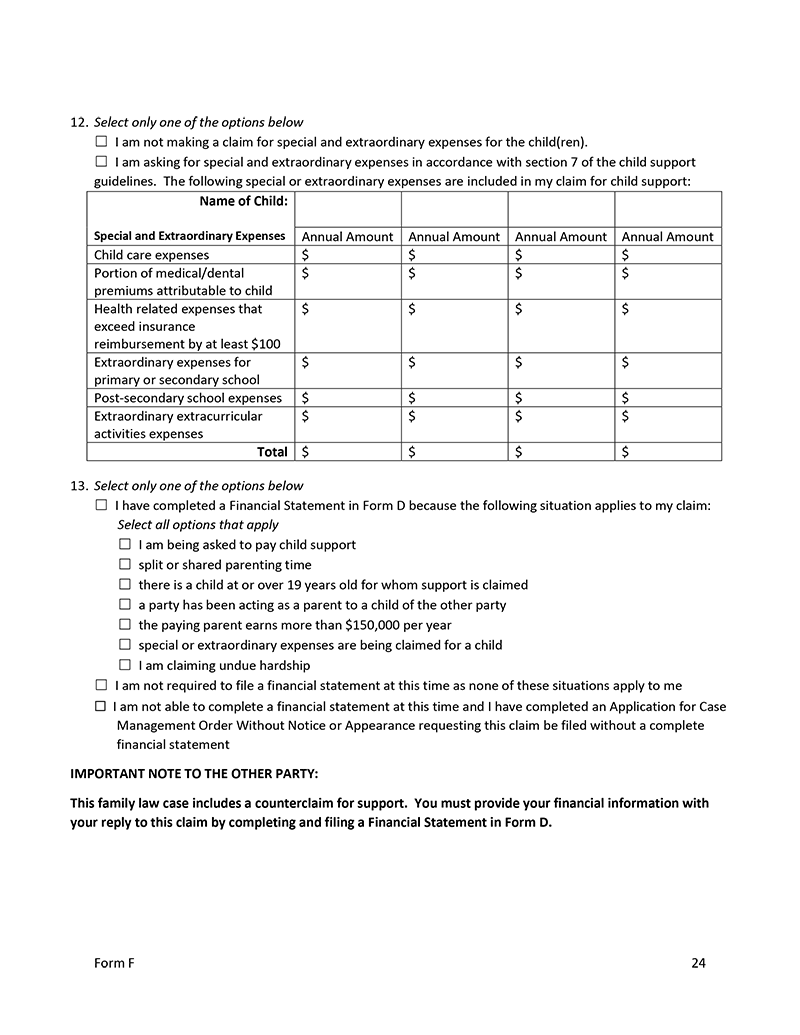 12. Select only one of the options below
☐ I am not making a claim for special and extraordinary expenses for the child(ren).
☐ I am asking for special and extraordinary expenses in accordance with section 7 of the child support
guidelines. The following special or extraordinary expenses are included in my claim for child support:
Name of Child:
Special and Extraordinary Expenses Annual Amount Annual Amount Annual Amount Annual Amount
Child care expenses $ $ $ $
Portion of medical/dental $ $ $ $
premiums attributable to child
Health related expenses that $ $ $ $
exceed insurance
reimbursement by at least $100
Extraordinary expenses for $ $ $ $
primary or secondary school
Post-secondary school expenses $ $ $ $
Extraordinary extracurricular $ $ $ $
activities expenses
Total $ $ $ $
13. Select only one of the options below
☐ I have completed a Financial Statement in Form D because the following situation applies to my claim:
Select all options that apply
☐ I am being asked to pay child support
☐ split or shared parenting time
☐ there is a child at or over 19 years old for whom support is claimed
☐ a party has been acting as a parent to a child of the other party
☐ the paying parent earns more than $150,000 per year
☐ special or extraordinary expenses are being claimed for a child
☐ I am claiming undue hardship
☐ I am not required to file a financial statement at this time as none of these situations apply to me
☐ I am not able to complete a financial statement at this time and I have completed an Application for Case
Management Order Without Notice or Appearance requesting this claim be filed without a complete
financial statement
IMPORTANT NOTE TO THE OTHER PARTY:
This family law case includes a counterclaim for support. You must provide your financial information with
your reply to this claim by completing and filing a Financial Statement in Form D.
Form F 24